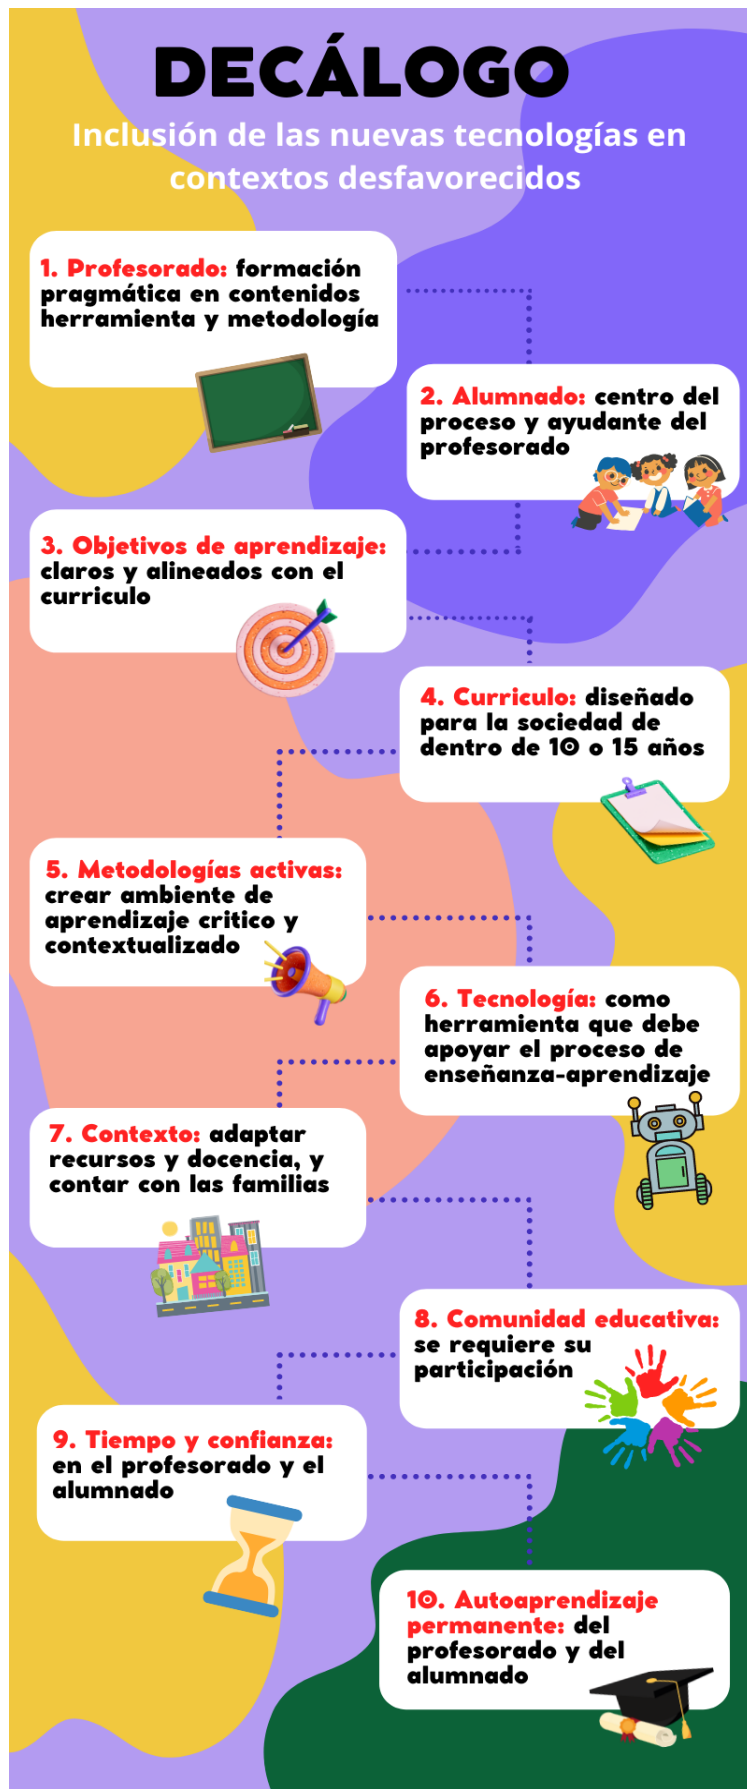 DECÁLOGO
Inclusión de las nuevas tecnologías en
contextos desfavorecidos
1. Profesorado: formación
pragmática en contenidos
herramienta y metodología
2. Alumnado: centro del
proceso y ayudante del
profesorado
3. Objetivos de aprendizaje:
claros y alineados con el
curriculo
4. Curriculo: diseñado
para la sociedad de
dentro de 10 o 15 años
5. Metodologías activas:
crear ambiente de
aprendizaje critico y
contextualizado
6. Tecnología: como
herramienta que debe
apoyar el proceso de
enseñanza-aprendizaje
7. Contexto: adaptar
recursos y docencia, y
contar con las familias
8. Comunidad educativa:
se requiere su
participación
9. Tiempo y confianza:
en el profesorado y el
alumnado
10. Autoaprendizaje
permanente: del
profesorado y del
alumnado